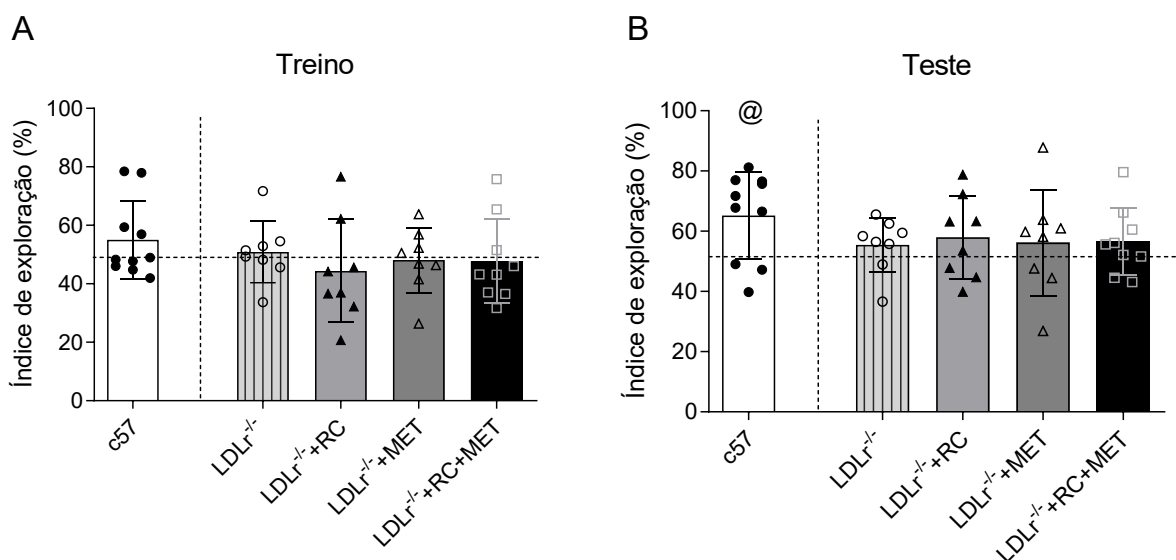 A
Treino
Índice de exploração (%)
100
80
60
40
20
0
c57
LDLr-/-
LDLr-/-+RC
LDLr-/-+MET
LDLr-/-+RC+MET
B
Teste
Índice de exploração (%)
100
80
60
40
20
0
@
c57
LDLr-/-
LDLr-/-+RC
LDLr-/-+MET
LDLr-/-+RC+MET